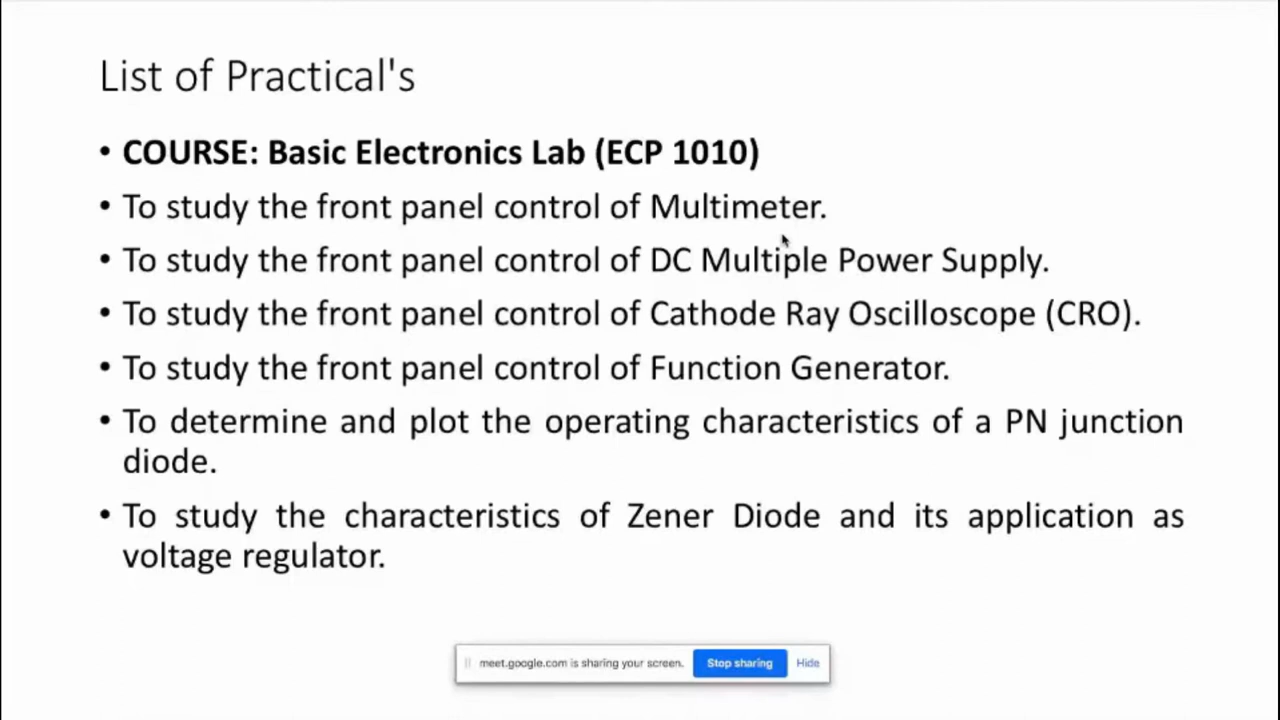 List of Practical's
• COURSE: Basic Electronics Lab (ECP 1010)
• To study the front panel control of Multimeter.
• To study the front panel control of DC Multiple Power Supply.
• To study the front panel control of Cathode Ray Oscilloscope (CRO).
• To study the front panel control of Function Generator.
• To determine and plot the operating characteristics of a PN junction
diode.
• To study the characteristics of Zener Diode and its application as
voltage regulator.
meet.google.com is sharing your screen. Stop sharing Hide